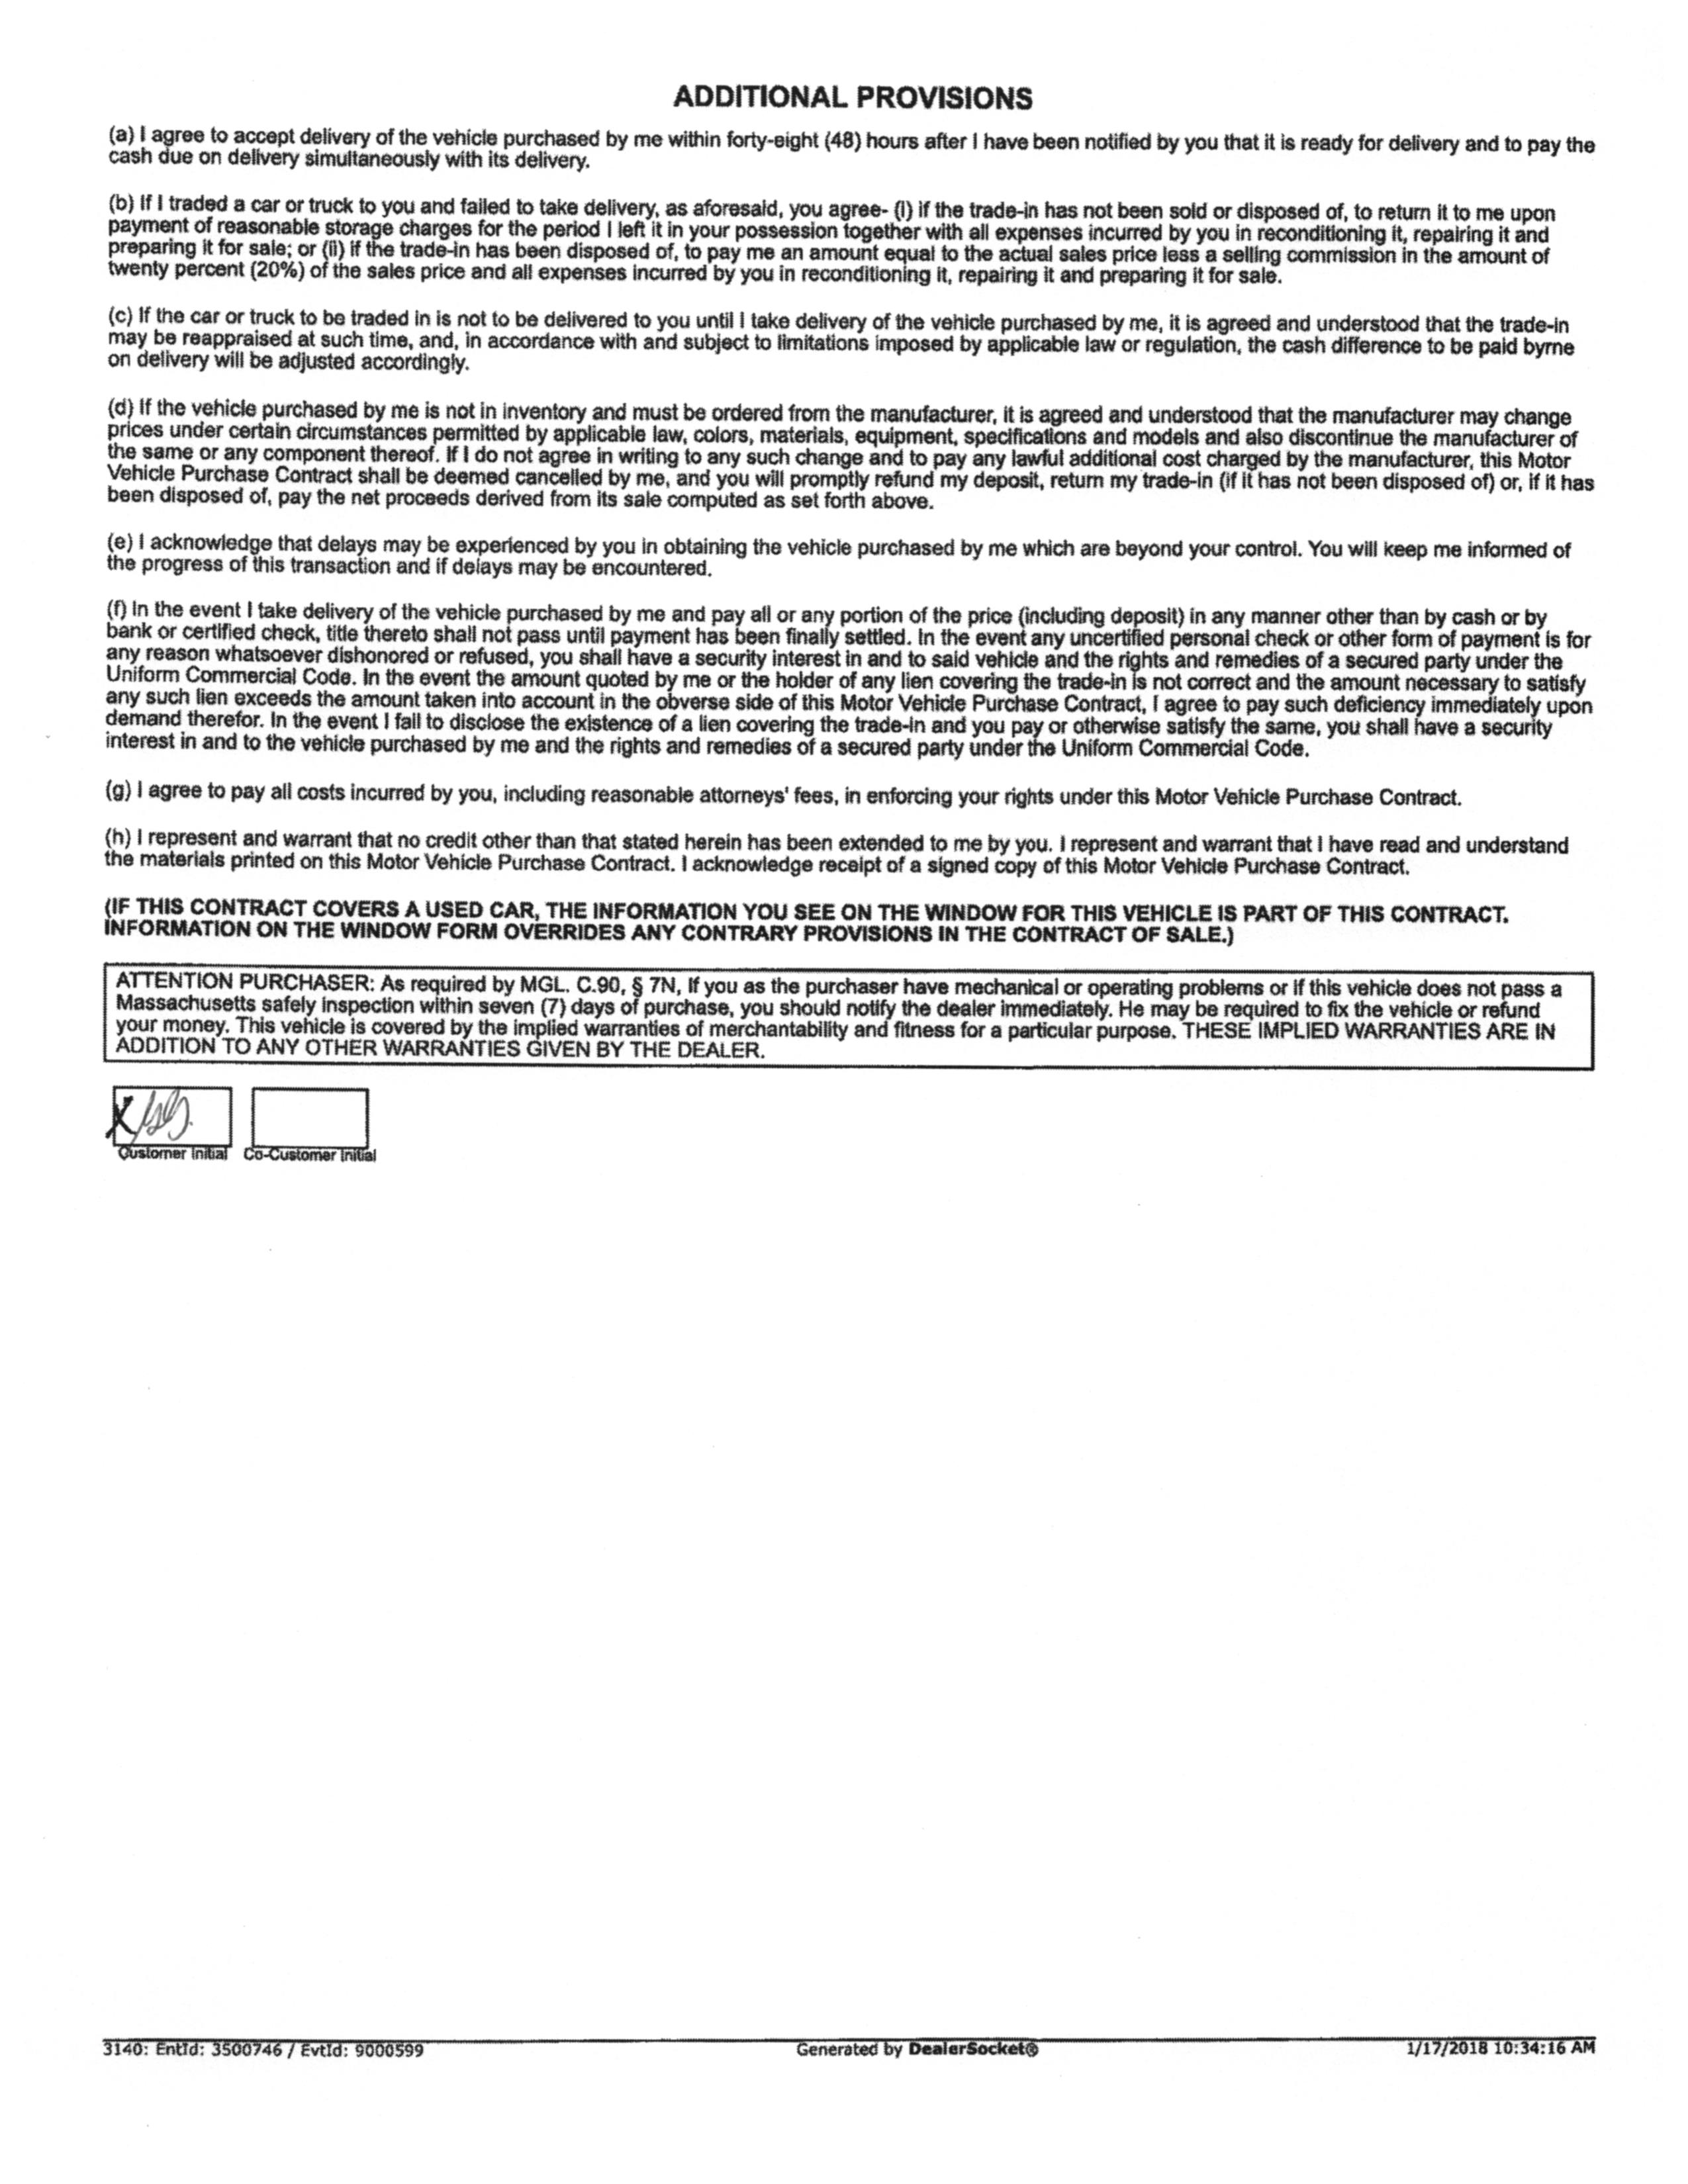 ADDITIONAL PROVISIONS
(a) I agree to accept delivery of the vehicle purchased by me within forty-eight (48) hours after I have been notified by you that it is ready for delivery and to pay the
cash due on delivery simultaneously with its delivery.
(b) If I traded a car or truck to you and failed to take delivery, as aforesaid, you agree- (i) if the trade-in has not been sold or disposed of, to return it to me upon
payment of reasonable storage charges for the period I left it in your possession together with all expenses incurred by you in reconditioning it, repairing it and
preparing it for sale; or (ii) if the trade-in has been disposed of, to pay me an amount equal to the actual sales price less a selling commission in the amount of
twenty percent (20%) of the sales price and all expenses incurred by you in reconditioning it, repairing it and preparing it for sale.
(c) If the car or truck to be traded in is not to be delivered to you until I take delivery of the vehicle purchased by me, it is agreed and understood that the trade-in
may be reappraised at such time, and, in accordance with and subject to limitations imposed by applicable law or regulation, the cash difference to be paid byme
on delivery will be adjusted accordingly.
(d) If the vehicle purchased by me is not in inventory and must be ordered from the manufacturer, it is agreed and understood that the manufacturer may change
prices under certain circumstances permitted by applicable law, colors, materials, equipment, specifications and models and also discontinue the manufacturer of
the same or any component thereof. If I do not agree in writing to any such change and to pay any lawful additional cost charged by the manufacturer, this Motor
Vehicle Purchase Contract shall be deemed cancelled by me, and you will promptly refund my deposit, return my trade-in (if it has not been disposed of) or, if it has
been disposed of, pay the net proceeds derived from its sale computed as set forth above.
(e) I acknowledge that delays may be experienced by you in obtaining the vehicle purchased by me which are beyond your control. You will keep me informed of
the progress of this transaction and if delays may be encountered.
(f) In the event I take delivery of the vehicle purchased by me and pay all or any portion of the price (including deposit) in any manner other than by cash or by
bank or certified check, title thereto shall not pass until payment has been finally settled. In the event any uncertified personal check or other form of payment is for
any reason whatsoever dishonored or refused, you shall have a security interest in and to said vehicle and the rights and remedies of a secured party under the
Uniform Commercial Code. In the event the amount quoted by me or the holder of any lien covering the trade-in is not correct and the amount necessary to satisfy
any such lien exceeds the amount taken into account in the obverse side of this Motor Vehicle Purchase Contract, I agree to pay such deficiency immediately upon
demand therefor. In the event I fail to disclose the existence of a lien covering the trade-in and you pay or otherwise satisfy the same, you shall have a security
interest in and to the vehicle purchased by me and the rights and remedies of a secured party under the Uniform Commercial Code.
(g) I agree to pay all costs incurred by you, including reasonable attorneys' fees, in enforcing your rights under this Motor Vehicle Purchase Contract.
(h) I represent and warrant that no credit other than that stated herein has been extended to me by you. I represent and warrant that I have read and understand
the materials printed on this Motor Vehicle Purchase Contract. I acknowledge receipt of a signed copy of this Motor Vehicle Purchase Contract.
(IF THIS CONTRACT COVERS A USED CAR, THE INFORMATION YOU SEE ON THE WINDOW FOR THIS VEHICLE IS PART OF THIS CONTRACT.
INFORMATION ON THE WINDOW FORM OVERRIDES ANY CONTRARY PROVISIONS IN THE CONTRACT OF SALE.)
ATTENTION PURCHASER: As required by MGL. C.90, § 7N, If you as the purchaser have mechanical or operating problems or if this vehicle does not pass a
Massachusetts safely inspection within seven (7) days of purchase, you should notify the dealer immediately. He may be required to fix the vehicle or refund
your money. This vehicle is covered by the implied warranties of merchantability and fitness for a particular purpose. THESE IMPLIED WARRANTIES ARE IN
ADDITION TO ANY OTHER WARRANTIES GIVEN BY THE DEALER.
X
Customer Initial Co-Customer Initial
3140: EntId: 3500746 / EvtId: 9000599 Generated by DealerSocket® 1/17/2018 10:34:16 AM